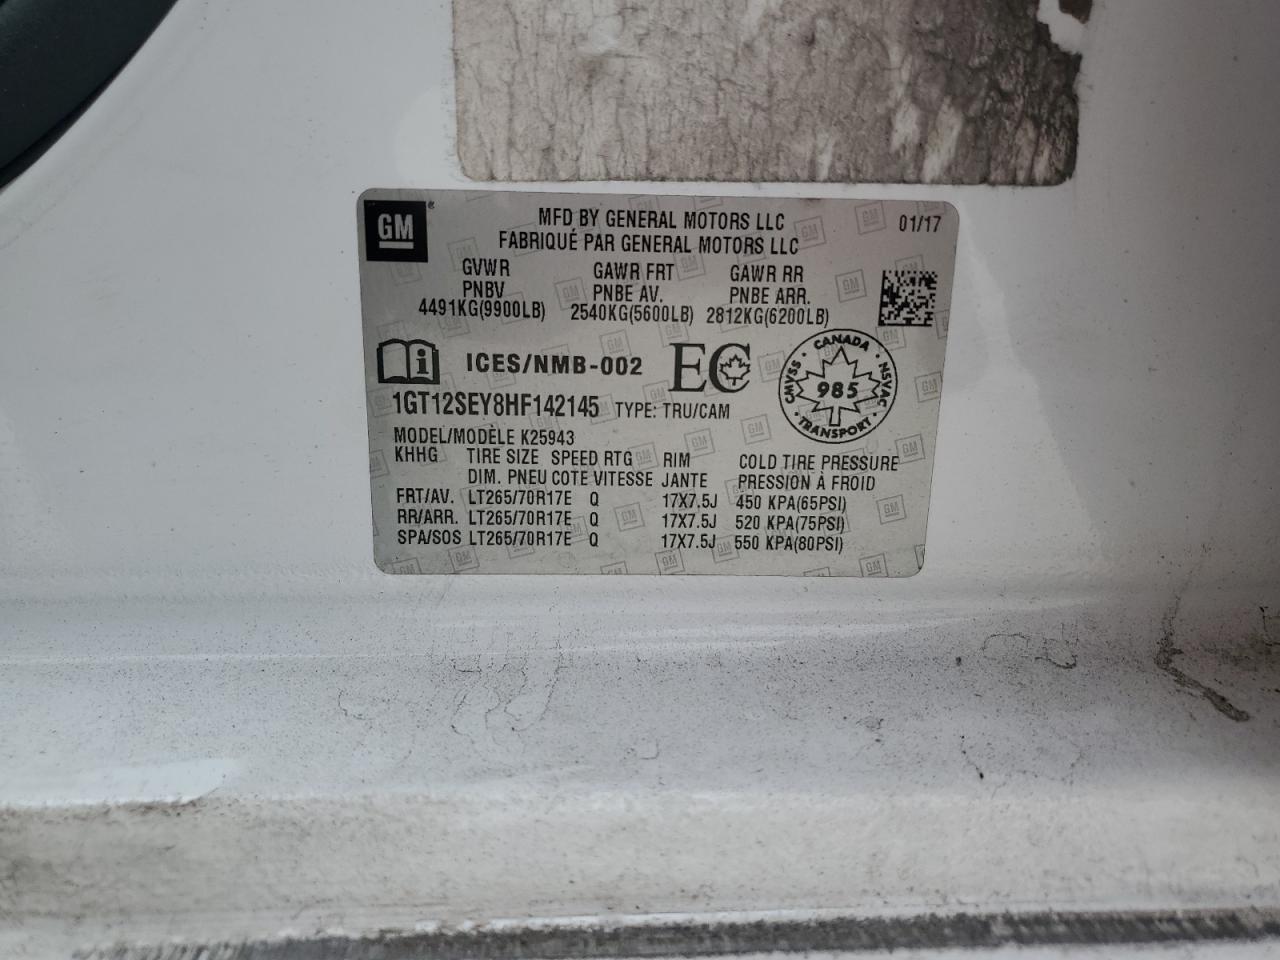 GM
MFD BY GENERAL MOTORS LLC 01/17
FABRIQUÉ PAR GENERAL MOTORS LLC
GVWR GAWR FRT GAWR RR
PNBV PNBE AV. PNBE ARR.
4491KG(9900LB) 2540KG(5600LB) 2812KG(6200LB)
i ICES/NMB-002 EC
CANADA
CMVSS 985 NSVAC
TRANSPORT
1GT12SEY8HF142145 TYPE: TRU/CAM
MODEL/MODÈLE K25943
KHHG TIRE SIZE SPEED RTG RIM COLD TIRE PRESSURE
DIM. PNEU COTE VITESSE JANTE PRESSION À FROID
FRT/AV. LT265/70R17E Q 17X7.5J 450 KPA(65PSI)
RR/ARR. LT265/70R17E Q 17X7.5J 520 KPA(75PSI)
SPA/SOS LT265/70R17E Q 17X7.5J 550 KPA(80PSI)